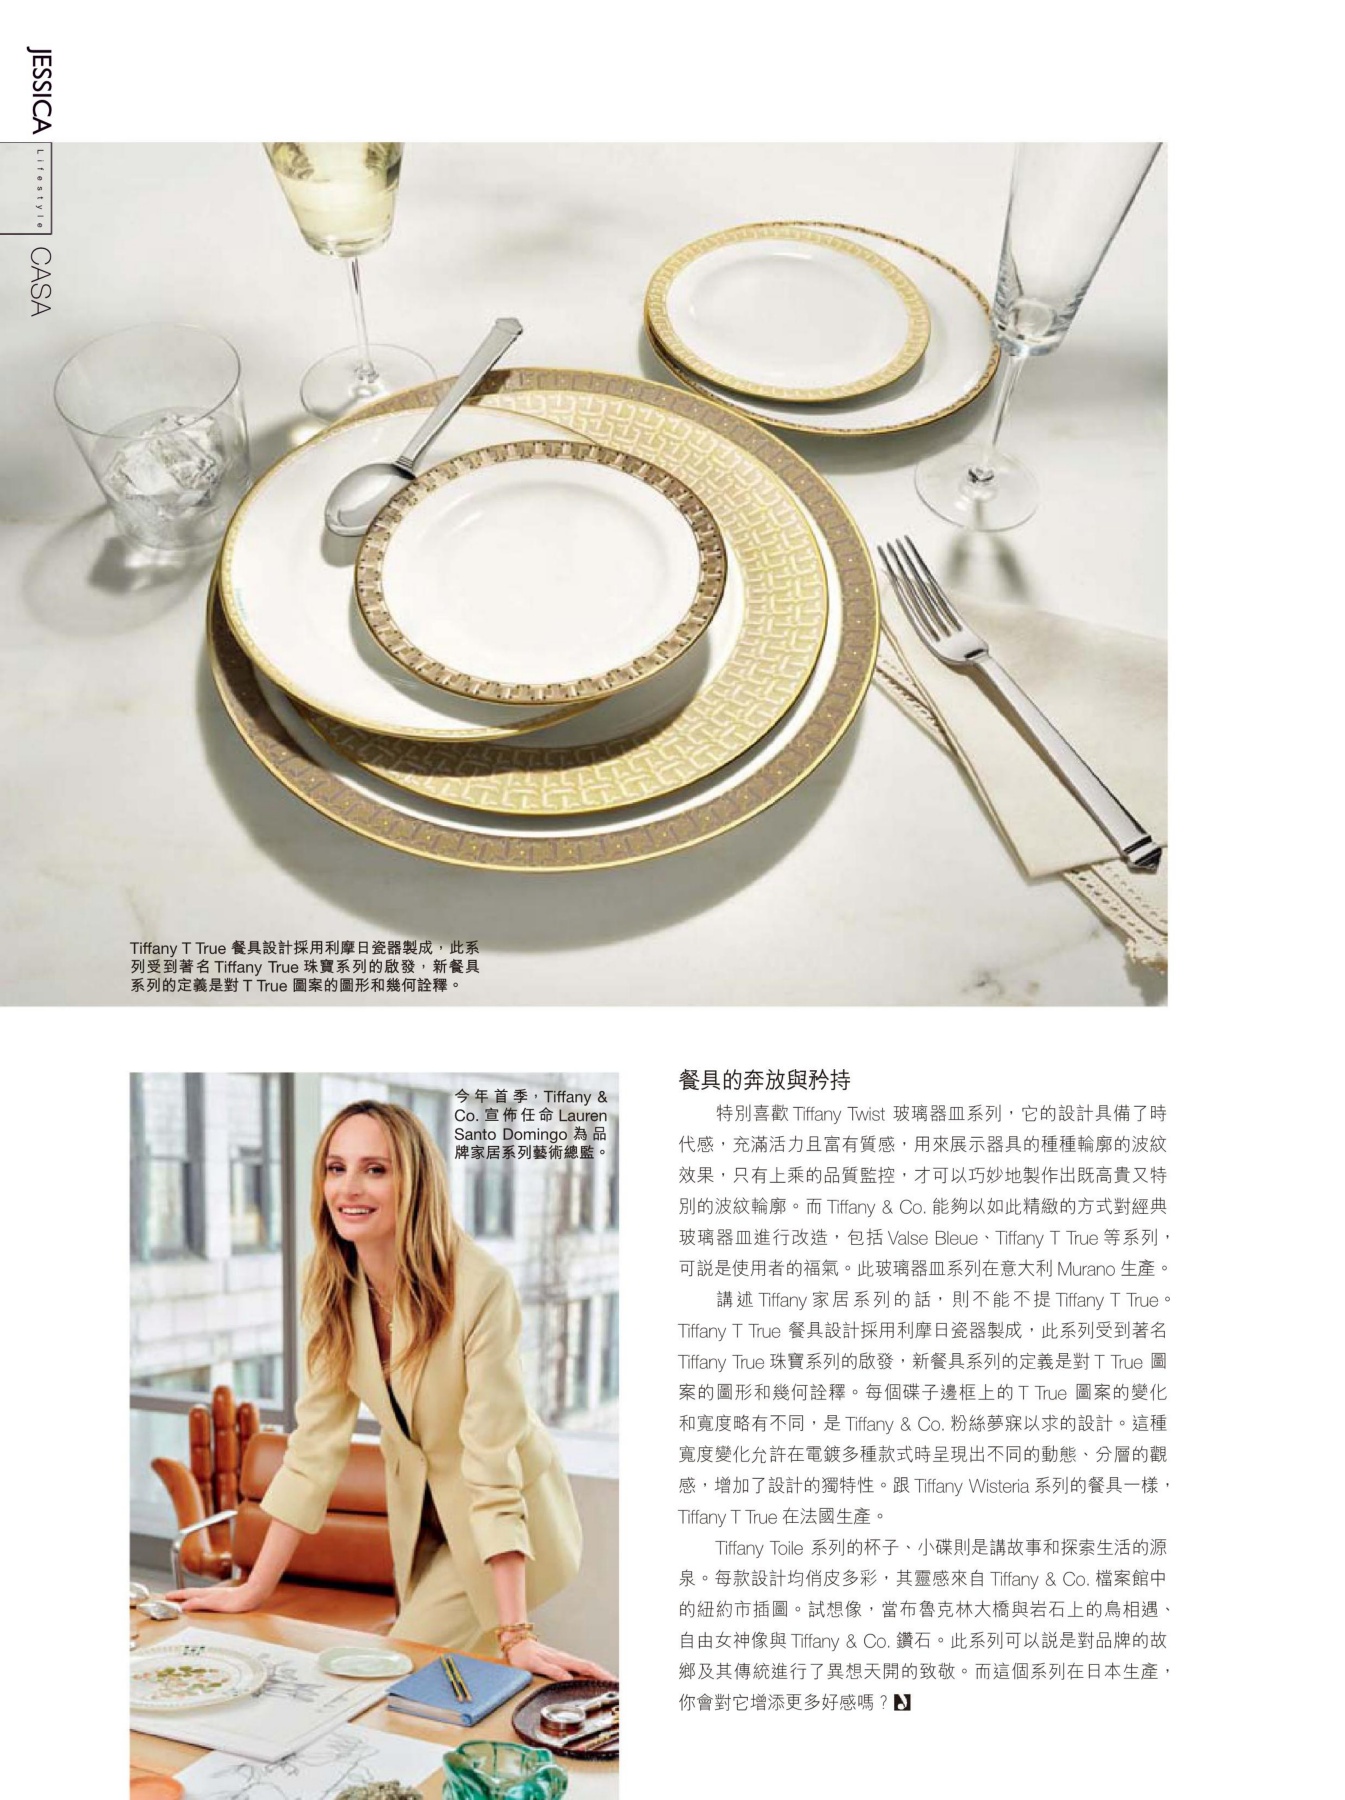 JESSICA
Lifestyle
CASA
Tiffany T True 餐具設計採用利摩日瓷器製成，此系
列受到著名 Tiffany True 珠寶系列的啟發，新餐具
系列的定義是對 T True 圖案的圖形和幾何詮釋。
今年首季，Tiffany &
Co. 宣佈任命 Lauren
Santo Domingo 為品
牌家居系列藝術總監。
餐具的奔放與矜持
特別喜歡 Tiffany Twist 玻璃器皿系列，它的設計具備了時
代感，充滿活力且富有質感，用來展示器具的種種輪廓的波紋
效果，只有上乘的品質監控，才可以巧妙地製作出既高貴又特
別的波紋輪廓。而 Tiffany & Co. 能夠以如此精緻的方式對經典
玻璃器皿進行改造，包括 Valse Bleue、Tiffany T True 等系列，
可説是使用者的福氣。此玻璃器皿系列在意大利 Murano 生產。
講述 Tiffany 家居系列的話，則不能不提 Tiffany T True。
Tiffany T True 餐具設計採用利摩日瓷器製成，此系列受到著名
Tiffany True 珠寶系列的啟發，新餐具系列的定義是對 T True 圖
案的圖形和幾何詮釋。每個碟子邊框上的 T True 圖案的變化
和寬度略有不同，是 Tiffany & Co. 粉絲夢寐以求的設計。這種
寬度變化允許在電鍍多種款式時呈現出不同的動態、分層的觀
感，增加了設計的獨特性。跟 Tiffany Wisteria 系列的餐具一樣，
Tiffany T True 在法國生產。
Tiffany Toile 系列的杯子、小碟則是講故事和探索生活的源
泉。每款設計均俏皮多彩，其靈感來自 Tiffany & Co. 檔案館中
的紐約市插圖。試想像，當布魯克林大橋與岩石上的鳥相遇、
自由女神像與 Tiffany & Co. 鑽石。此系列可以説是對品牌的故
鄉及其傳統進行了異想天開的致敬。而這個系列在日本生產，
你會對它增添更多好感嗎？